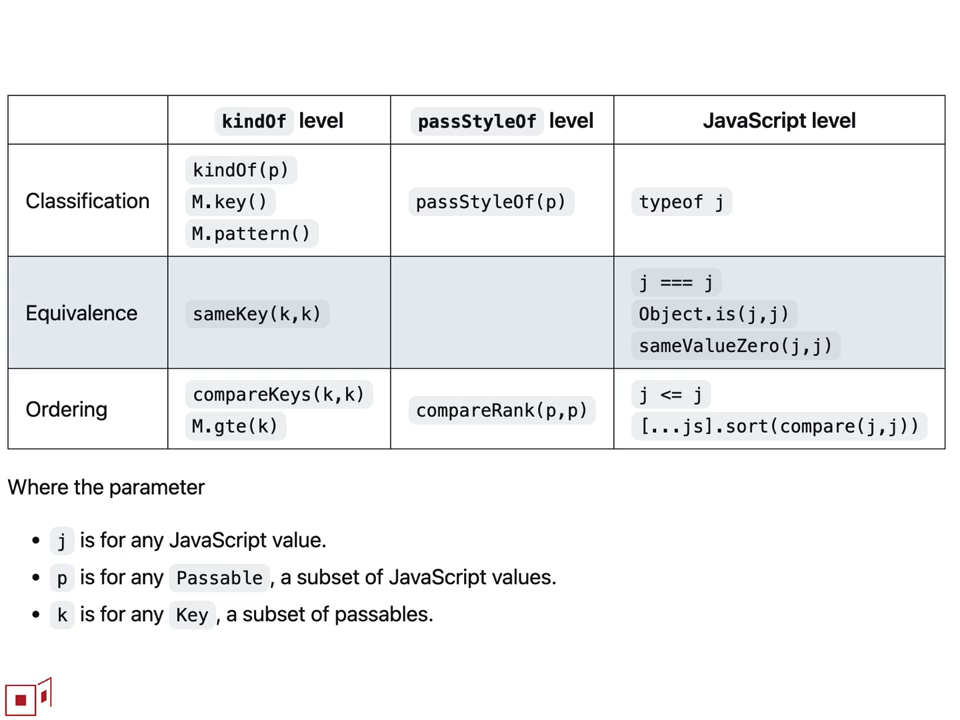 kindOf level
passStyleOf level
JavaScript level
Classification
kindOf(p)
M.key()
M.pattern()
passStyleOf(p)
typeof j
Equivalence
sameKey(k,k)
j === j
Object.is(j,j)
sameValueZero(j,j)
Ordering
compareKeys(k,k)
M.gte(k)
compareRank(p,p)
j <= j
[...js].sort(compare(j,j))
Where the parameter
• j is for any JavaScript value.
• p is for any Passable, a subset of JavaScript values.
• k is for any Key, a subset of passables.